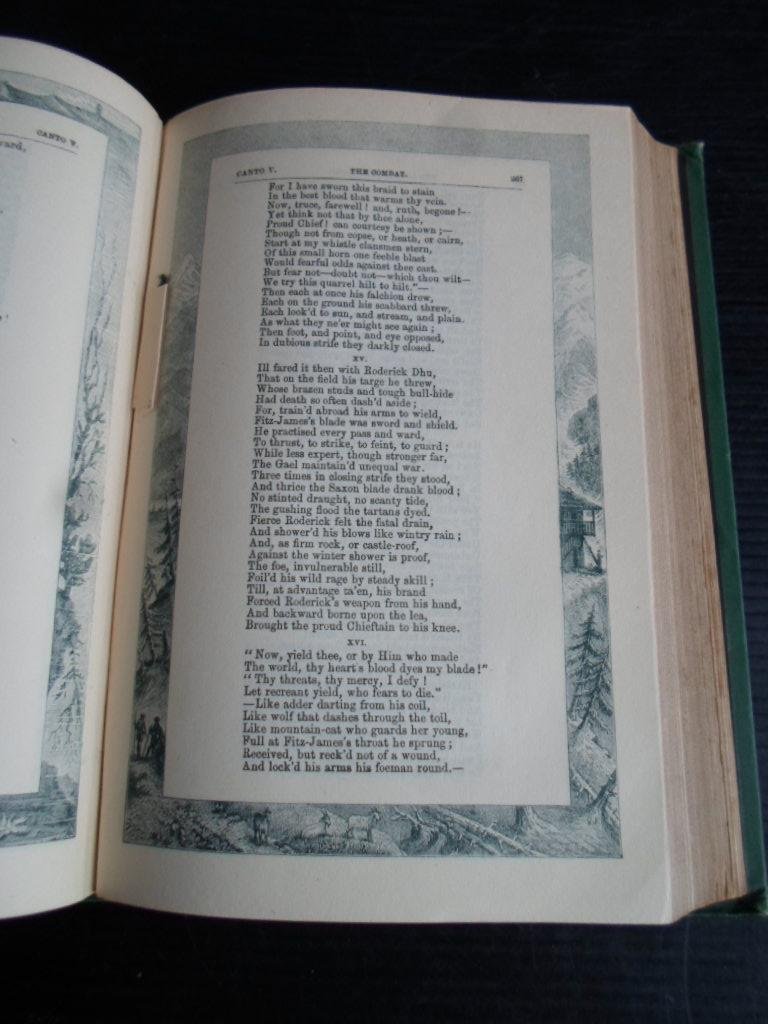 CANTO V.
ward,
CANTO V. THE COMBAT. 267
For I have sworn this braid to stain
In the best blood that warms thy vein.
Now, truce, farewell! and, ruth, begone!—
Yet think not that by thee alone,
Proud Chief! can courtesy be shown;—
Though not from copse, or heath, or cairn,
Start at my whistle clansmen stern,
Of this small horn one feeble blast
Would fearful odds against thee cast.
But fear not—doubt not—which thou wilt—
We try this quarrel hilt to hilt."—
Then each at once his falchion drew,
Each on the ground his scabbard threw,
Each look'd to sun, and stream, and plain,
As what they ne'er might see again;
Then foot, and point, and eye opposed,
In dubious strife they darkly closed.
XV.
Ill fared it then with Roderick Dhu,
That on the field his targe he threw,
Whose brazen studs and tough bull-hide
Had death so often dash'd aside;
For, train'd abroad his arms to wield,
Fitz-James's blade was sword and shield.
He practised every pass and ward,
To thrust, to strike, to feint, to guard;
While less expert, though stronger far,
The Gael maintain'd unequal war.
Three times in closing strife they stood,
And thrice the Saxon blade drank blood;
No stinted draught, no scanty tide,
The gushing flood the tartans dyed.
Fierce Roderick felt the fatal drain,
And shower'd his blows like wintry rain;
And, as firm rock, or castle-roof,
Against the winter shower is proof,
The foe, invulnerable still,
Foil'd his wild rage by steady skill;
Till, at advantage ta'en, his brand
Forced Roderick's weapon from his hand,
And backward borne upon the lea,
Brought the proud Chieftain to his knee.
XVI.
"Now, yield thee, or by Him who made
The world, thy heart's blood dyes my blade!"
"Thy threats, thy mercy, I defy!
Let recreant yield, who fears to die."
—Like adder darting from his coil,
Like wolf that dashes through the toil,
Like mountain-cat who guards her young,
Full at Fitz-James's throat he sprung;
Received, but reck'd not of a wound,
And lock'd his arms his foeman round.—